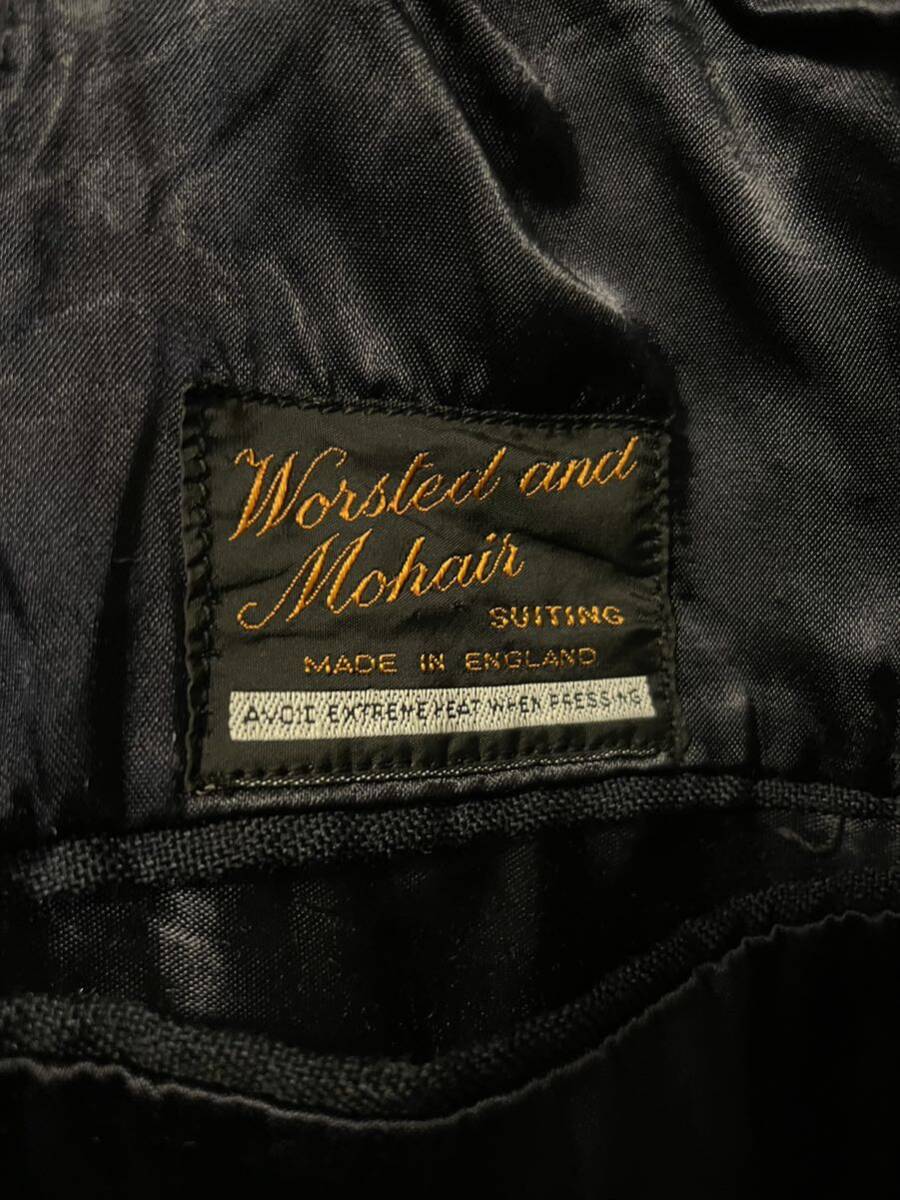 Worsted and
Mohair
SUITING
MADE IN ENGLAND
AVOID EXTREME HEAT WHEN PRESSING